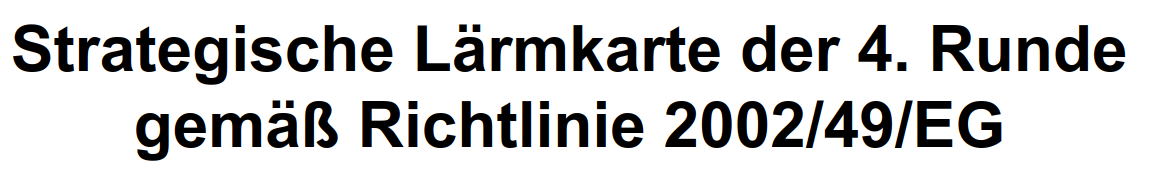 Strategische Lärmkarte der 4. Runde
gemäß Richtlinie 2002/49/EG